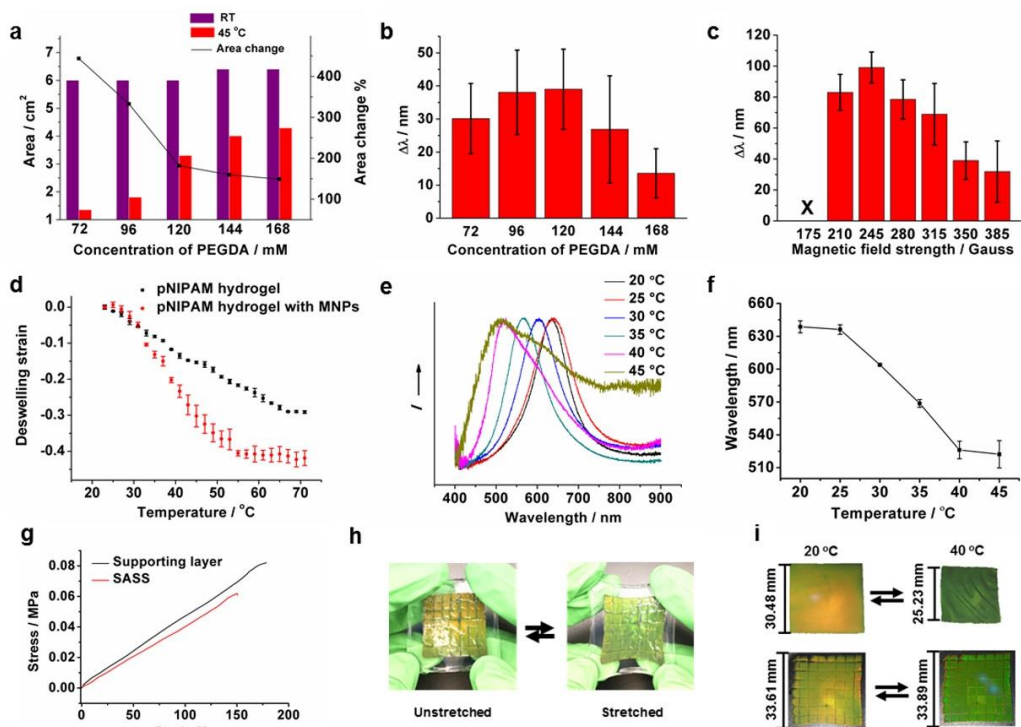 a
RT
45 °C
Area change
7
6
5
4
3
2
1
Area / cm²
400
300
200
100
Area change %
72 96 120 144 168
Concentration of PEGDA / mM
b
50
40
30
20
10
0
Δλ / nm
72 96 120 144 168
Concentration of PEGDA / mM
c
120
100
80
60
40
20
0
Δλ / nm
X
175 210 245 280 315 350 385
Magnetic field strength / Gauss
d
pNIPAM hydrogel
pNIPAM hydrogel with MNPs
0.0
-0.1
-0.2
-0.3
-0.4
Deswelling strain
20 30 40 50 60 70
Temperature / °C
e
20 °C
25 °C
30 °C
35 °C
40 °C
45 °C
I
400 500 600 700 800 900
Wavelength / nm
f
660
630
600
570
540
510
Wavelength / nm
20 25 30 35 40 45
Temperature / °C
g
Supporting layer
SASS
0.08
0.06
0.04
0.02
0.00
Stress / MPa
0 50 100 150 200
h
Unstretched
Stretched
i
20 °C
40 °C
30.48 mm
25.23 mm
33.61 mm
33.89 mm